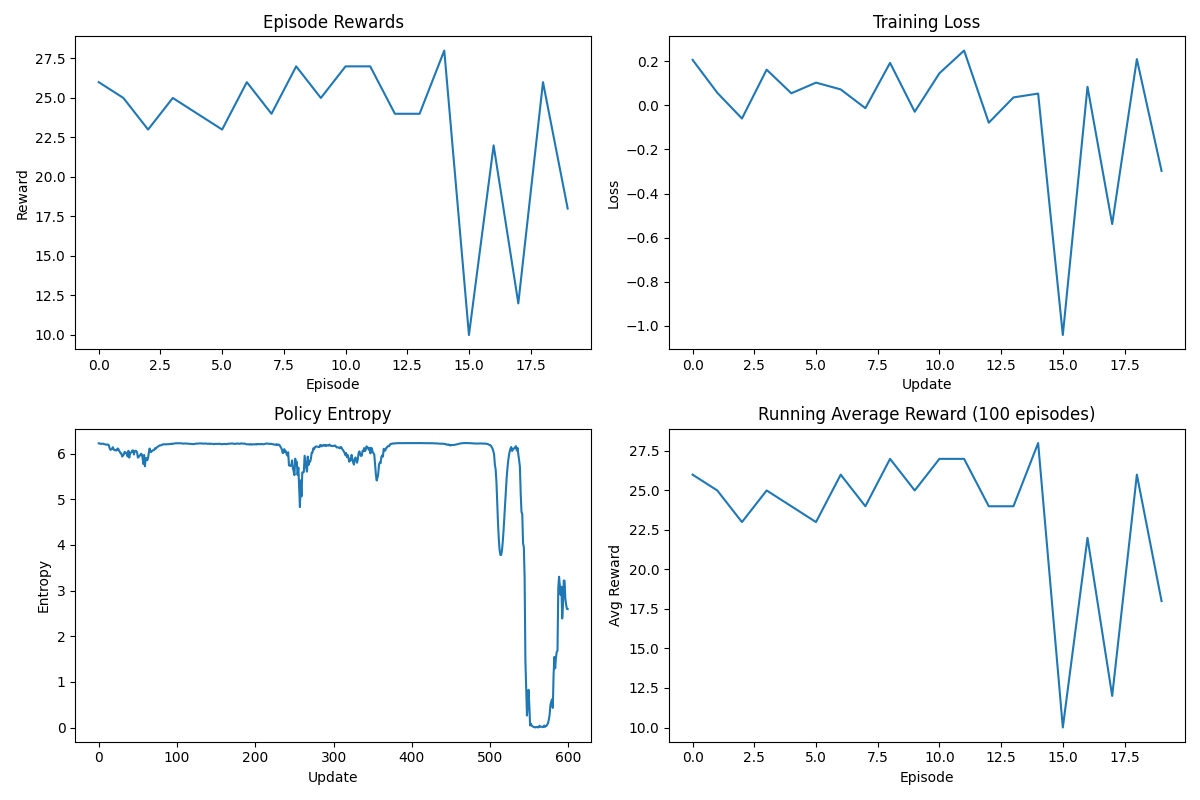 Episode Rewards
27.5
25.0
22.5
20.0
17.5
15.0
12.5
10.0
Reward
0.0 2.5 5.0 7.5 10.0 12.5 15.0 17.5
Episode
Training Loss
0.2
0.0
−0.2
−0.4
−0.6
−0.8
−1.0
Loss
0.0 2.5 5.0 7.5 10.0 12.5 15.0 17.5
Update
Policy Entropy
6
5
4
3
2
1
0
Entropy
0 100 200 300 400 500 600
Update
Running Average Reward (100 episodes)
27.5
25.0
22.5
20.0
17.5
15.0
12.5
10.0
Avg Reward
0.0 2.5 5.0 7.5 10.0 12.5 15.0 17.5
Episode